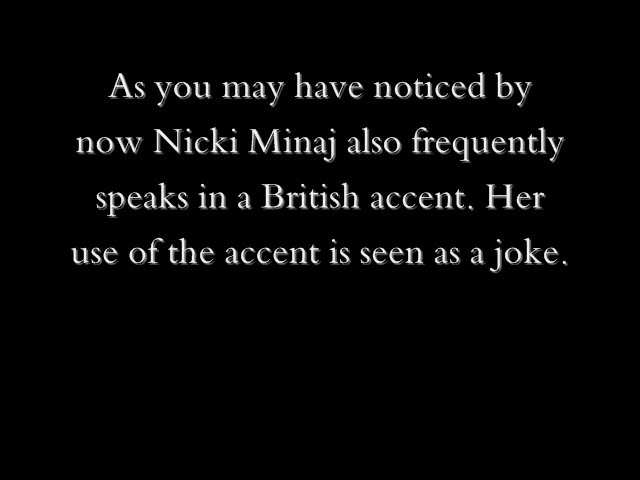 As you may have noticed by
now Nicki Minaj also frequently
speaks in a British accent. Her
use of the accent is seen as a joke.